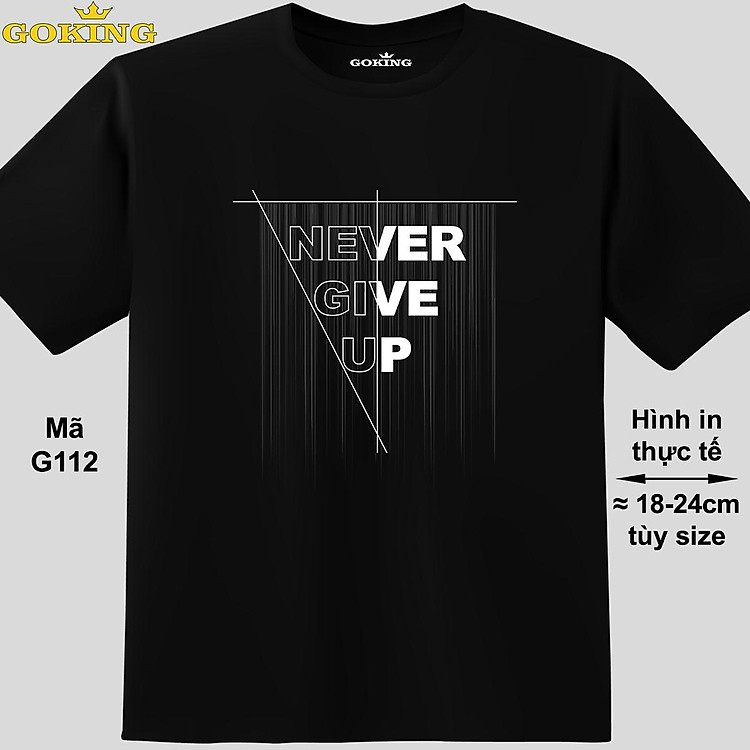 GOKING
GOKING
NEVER
GIVE
UP
Mã
G112
Hình in
thực tế
≈ 18-24cm
tùy size